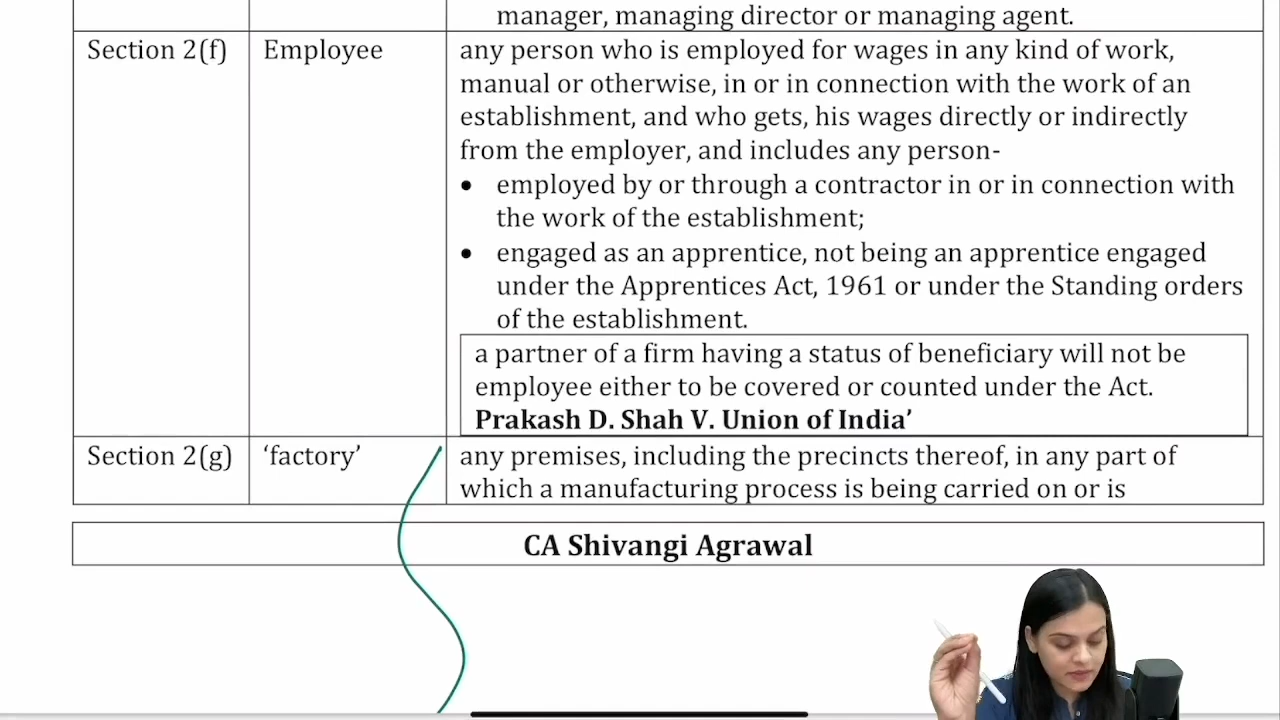 manager, managing director or managing agent.
Section 2(f) Employee any person who is employed for wages in any kind of work,
manual or otherwise, in or in connection with the work of an
establishment, and who gets, his wages directly or indirectly
from the employer, and includes any person-
• employed by or through a contractor in or in connection with
the work of the establishment;
• engaged as an apprentice, not being an apprentice engaged
under the Apprentices Act, 1961 or under the Standing orders
of the establishment.
a partner of a firm having a status of beneficiary will not be
employee either to be covered or counted under the Act.
Prakash D. Shah V. Union of India’
Section 2(g) ‘factory’ any premises, including the precincts thereof, in any part of
which a manufacturing process is being carried on or is
CA Shivangi Agrawal